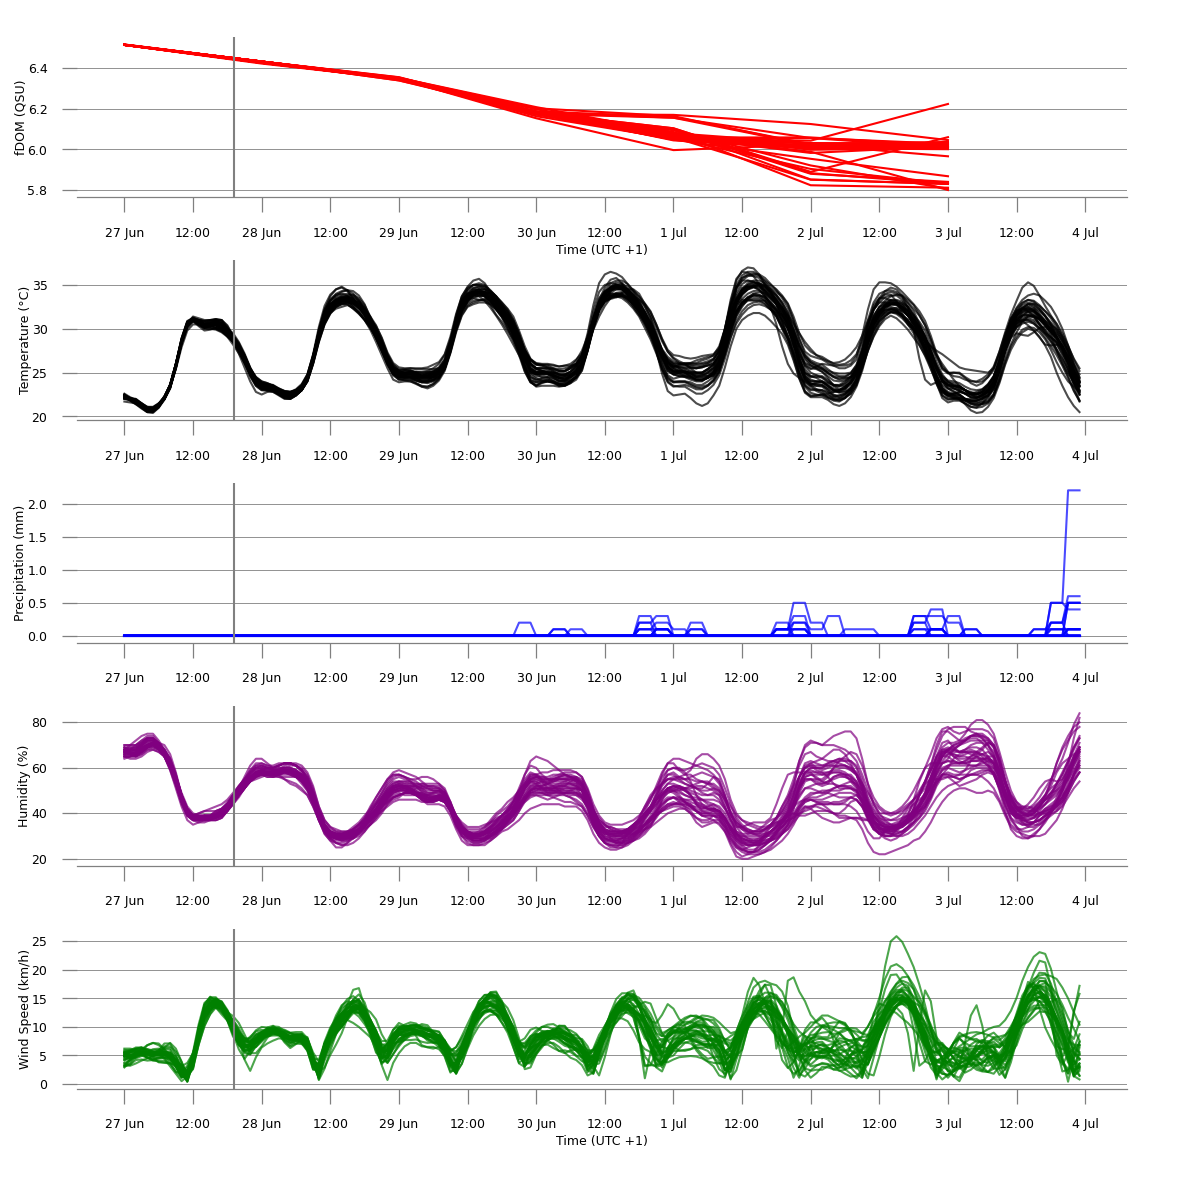 fDOM (QSU)
6.4
6.2
6.0
5.8
27 Jun 12:00 28 Jun 12:00 29 Jun 12:00 30 Jun 12:00 1 Jul 12:00 2 Jul 12:00 3 Jul 12:00 4 Jul
Time (UTC +1)
Temperature (°C)
35
30
25
20
27 Jun 12:00 28 Jun 12:00 29 Jun 12:00 30 Jun 12:00 1 Jul 12:00 2 Jul 12:00 3 Jul 12:00 4 Jul
Precipitation (mm)
2.0
1.5
1.0
0.5
0.0
27 Jun 12:00 28 Jun 12:00 29 Jun 12:00 30 Jun 12:00 1 Jul 12:00 2 Jul 12:00 3 Jul 12:00 4 Jul
Humidity (%)
80
60
40
20
27 Jun 12:00 28 Jun 12:00 29 Jun 12:00 30 Jun 12:00 1 Jul 12:00 2 Jul 12:00 3 Jul 12:00 4 Jul
Wind Speed (km/h)
25
20
15
10
5
0
27 Jun 12:00 28 Jun 12:00 29 Jun 12:00 30 Jun 12:00 1 Jul 12:00 2 Jul 12:00 3 Jul 12:00 4 Jul
Time (UTC +1)